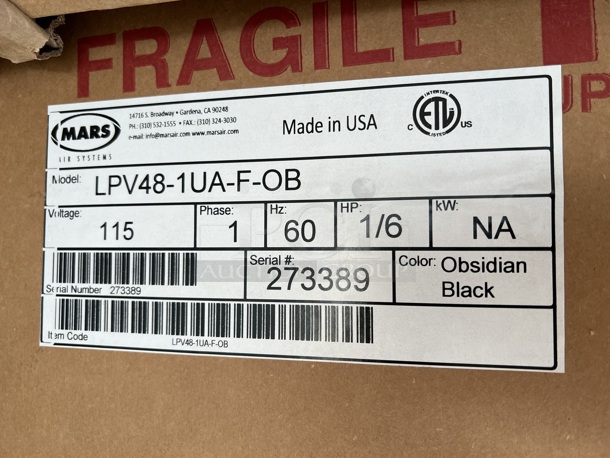 FRAGILE
UP
MARS
AIR SYSTEMS
14716 S. Broadway • Gardena, CA 90248
PH.: (310) 532-1555 • FAX.: (310) 324-3030
e-mail: info@marsair.com www.marsair.com
Made in USA
INTERTEK
C ETL US
LISTED
Model: LPV48-1UA-F-OB
Voltage: 115 Phase: 1 Hz: 60 HP: 1/6 kW: NA
Serial Number 273389
Serial #: 273389
Color: Obsidian
Black
Item Code LPV48-1UA-F-OB